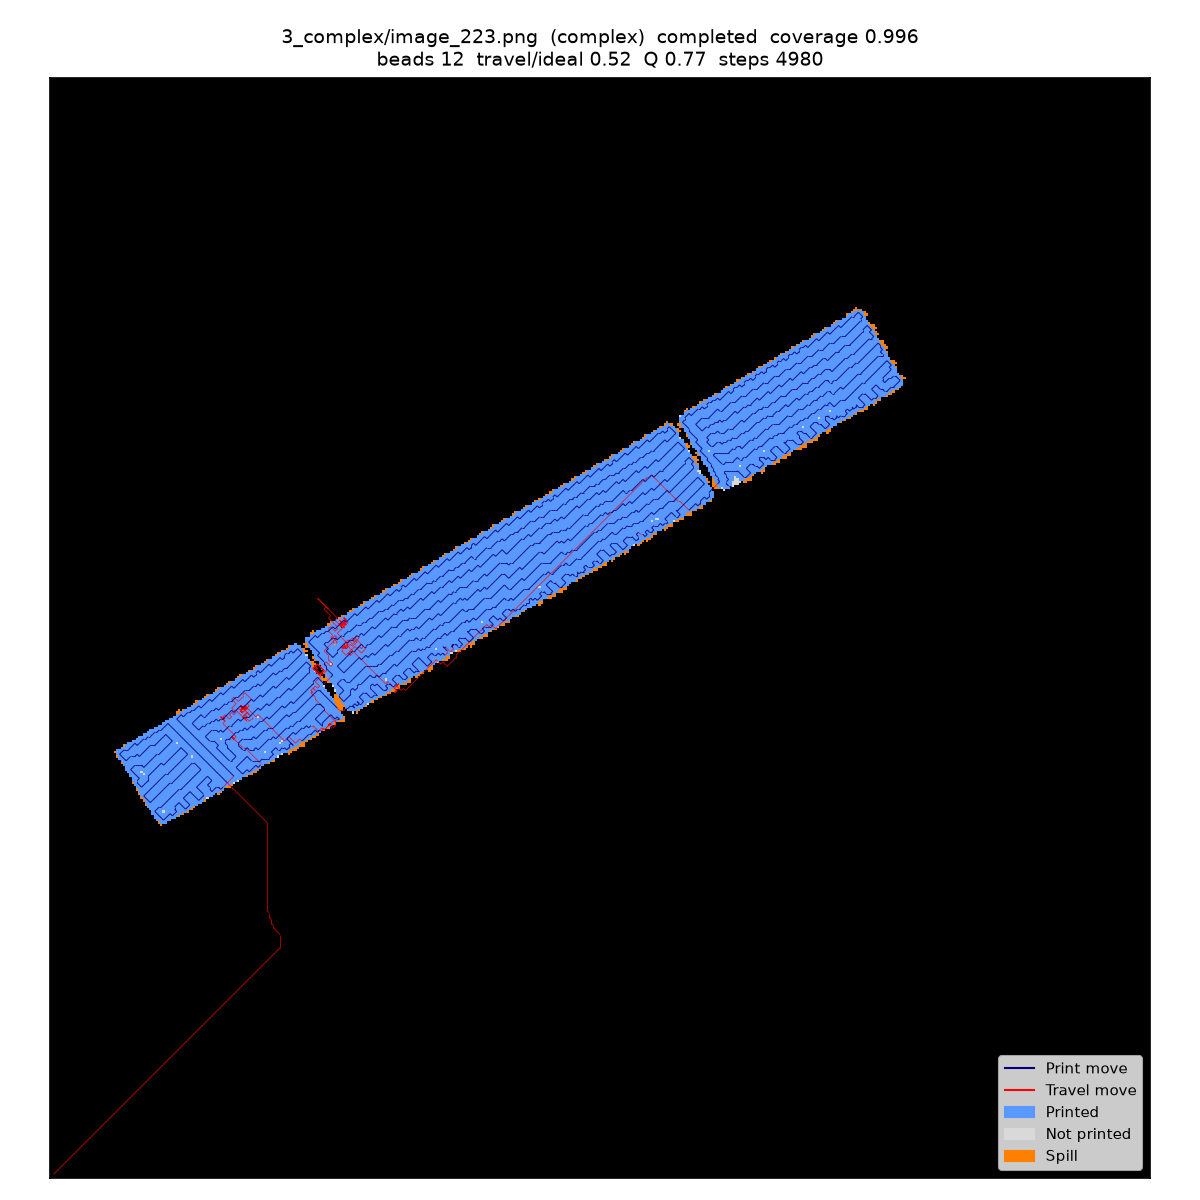 3_complex/image_223.png  (complex)  completed  coverage 0.996
beads 12  travel/ideal 0.52  Q 0.77  steps 4980
Print move
Travel move
Printed
Not printed
Spill